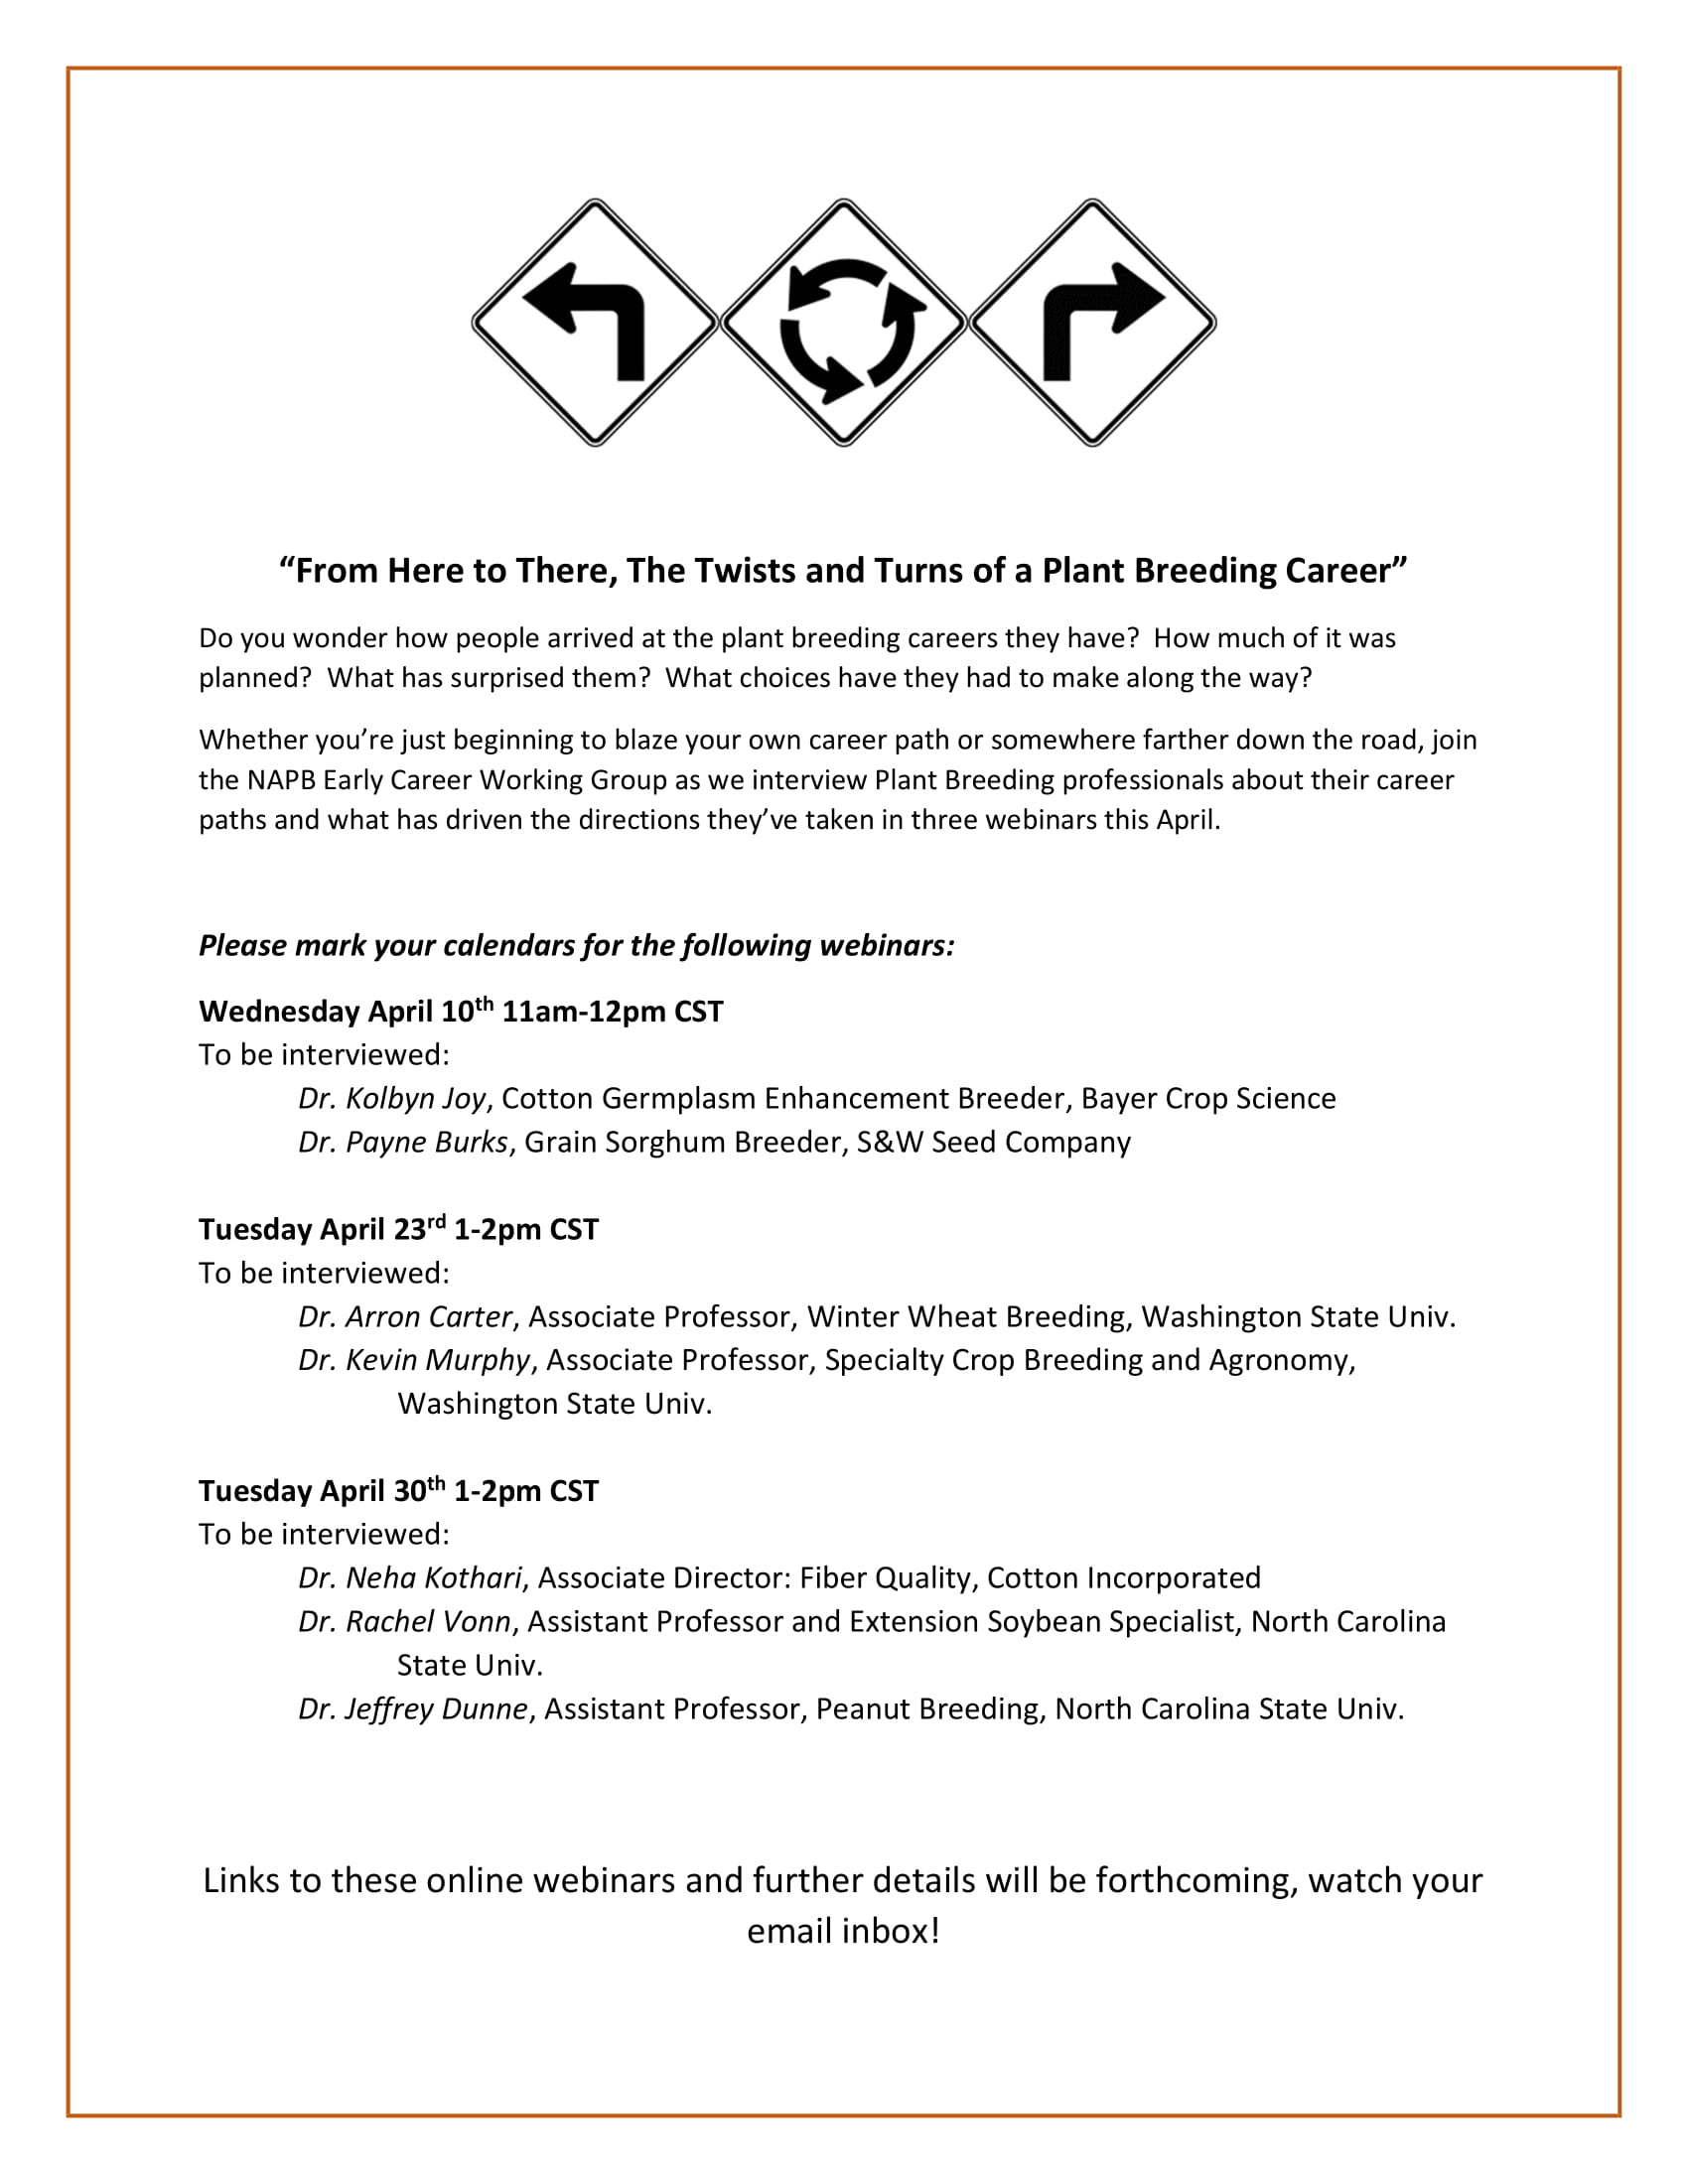 “From Here to There, The Twists and Turns of a Plant Breeding Career”
Do you wonder how people arrived at the plant breeding careers they have?  How much of it was
planned?  What has surprised them?  What choices have they had to make along the way?
Whether you’re just beginning to blaze your own career path or somewhere farther down the road, join
the NAPB Early Career Working Group as we interview Plant Breeding professionals about their career
paths and what has driven the directions they’ve taken in three webinars this April.
Please mark your calendars for the following webinars:
Wednesday April 10th 11am-12pm CST
To be interviewed:
Dr. Kolbyn Joy, Cotton Germplasm Enhancement Breeder, Bayer Crop Science
Dr. Payne Burks, Grain Sorghum Breeder, S&W Seed Company
Tuesday April 23rd 1-2pm CST
To be interviewed:
Dr. Arron Carter, Associate Professor, Winter Wheat Breeding, Washington State Univ.
Dr. Kevin Murphy, Associate Professor, Specialty Crop Breeding and Agronomy,
Washington State Univ.
Tuesday April 30th 1-2pm CST
To be interviewed:
Dr. Neha Kothari, Associate Director: Fiber Quality, Cotton Incorporated
Dr. Rachel Vonn, Assistant Professor and Extension Soybean Specialist, North Carolina
State Univ.
Dr. Jeffrey Dunne, Assistant Professor, Peanut Breeding, North Carolina State Univ.
Links to these online webinars and further details will be forthcoming, watch your
email inbox!